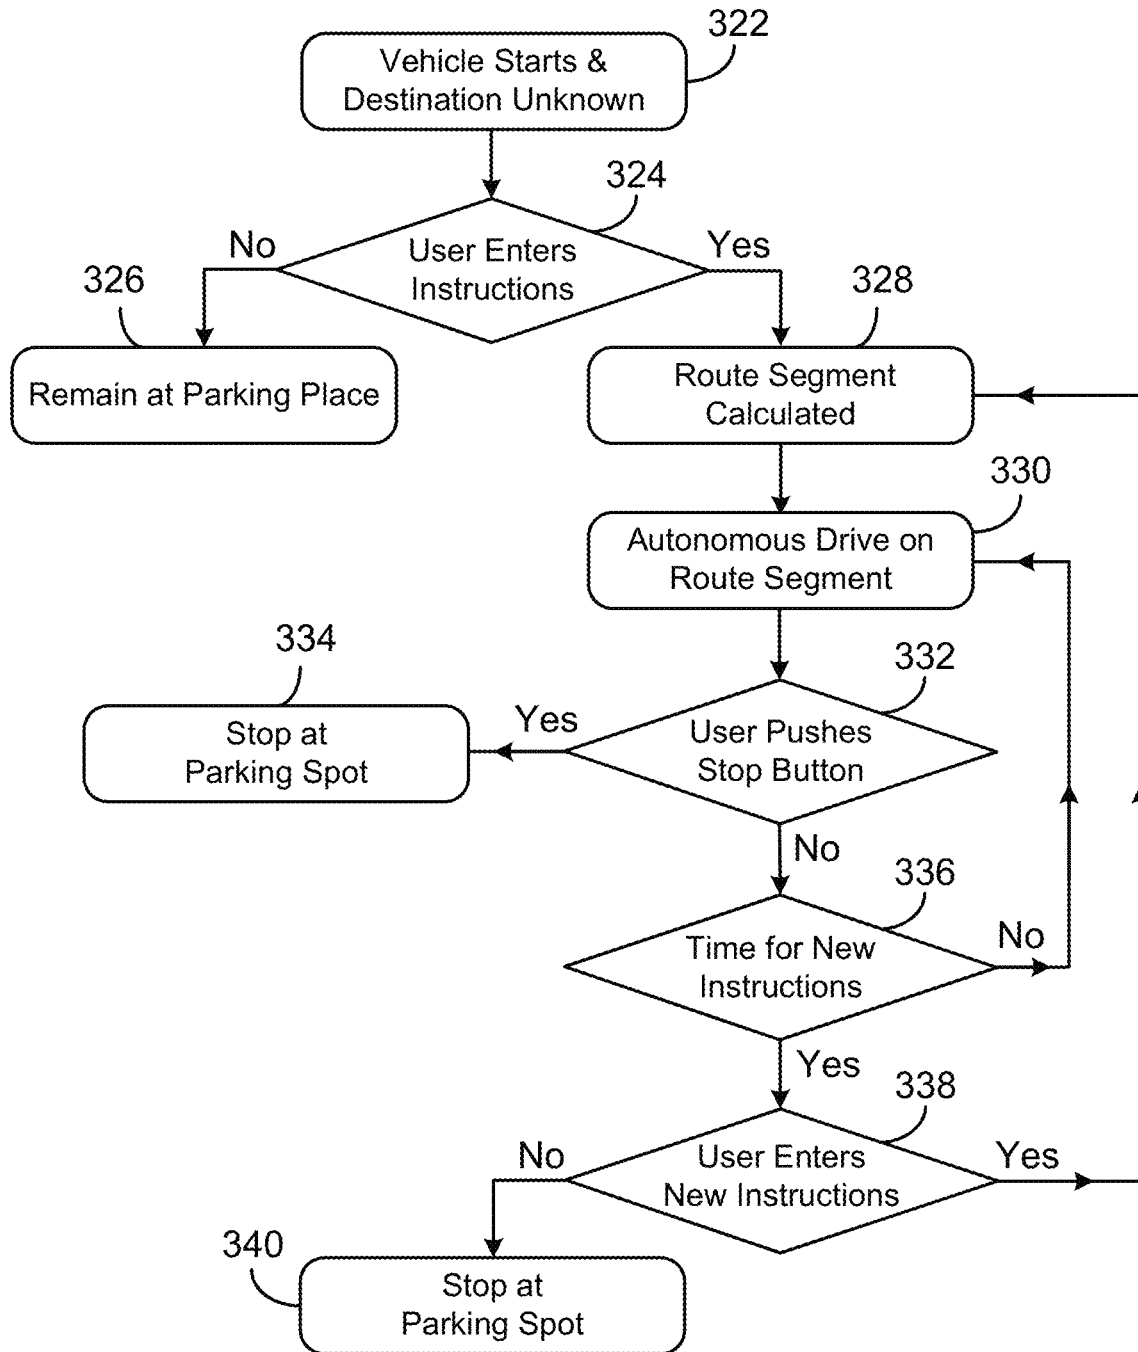 322
Vehicle Starts &
Destination Unknown
324
No
User Enters
Instructions
Yes
326
328
Remain at Parking Place
Route Segment
Calculated
330
Autonomous Drive on
Route Segment
334
332
Stop at
Parking Spot
Yes
User Pushes
Stop Button
No
336
Time for New
Instructions
No
Yes
338
No
User Enters
New Instructions
Yes
340
Stop at
Parking Spot